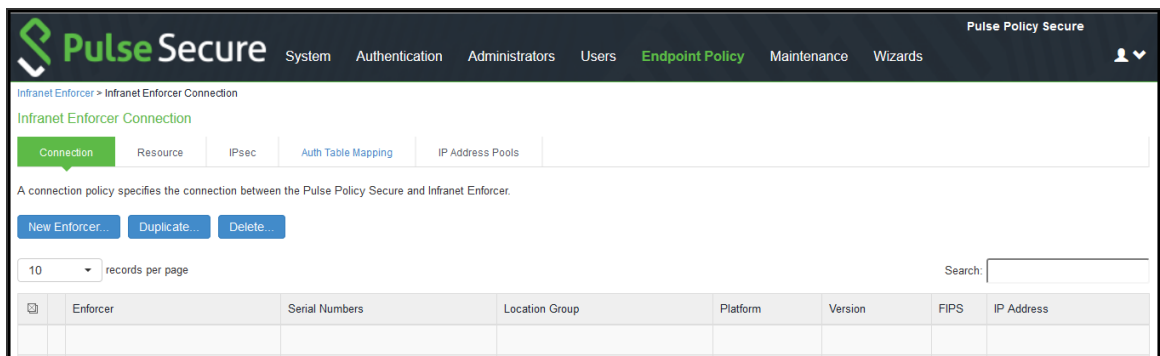 Pulse Policy Secure
Pulse Secure
System Authentication Administrators Users Endpoint Policy Maintenance Wizards
Infranet Enforcer > Infranet Enforcer Connection
Infranet Enforcer Connection
Connection Resource IPsec Auth Table Mapping IP Address Pools
A connection policy specifies the connection between the Pulse Policy Secure and Infranet Enforcer.
New Enforcer... Duplicate... Delete...
10 records per page Search:
Enforcer Serial Numbers Location Group Platform Version FIPS IP Address